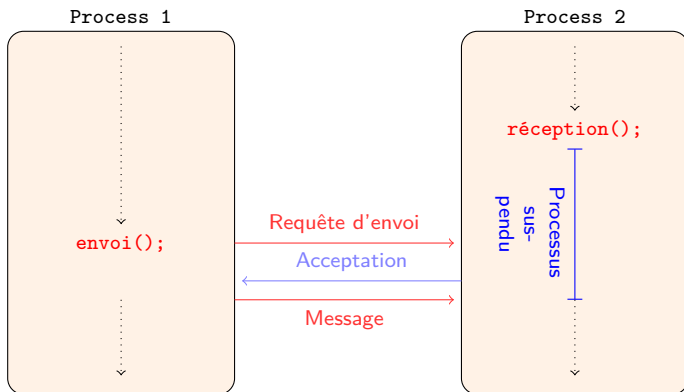 Process 1
Process 2
réception();
Processus
sus-
pendu
envoi();
Requête d'envoi
Acceptation
Message